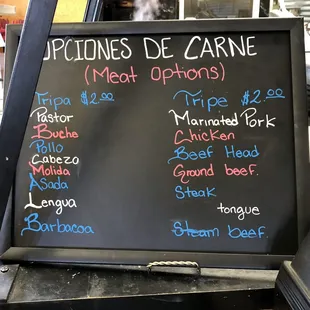 OPCIONES DE CARNE
(Meat Options)
Tripa $2.00 Tripe $2.00
Pastor Marinated Pork
Buche Chicken
Pollo Beef Head
Cabezo Ground beef.
Molida Steak
Asada
Lengua tongue
Barbacoa Steam beef.